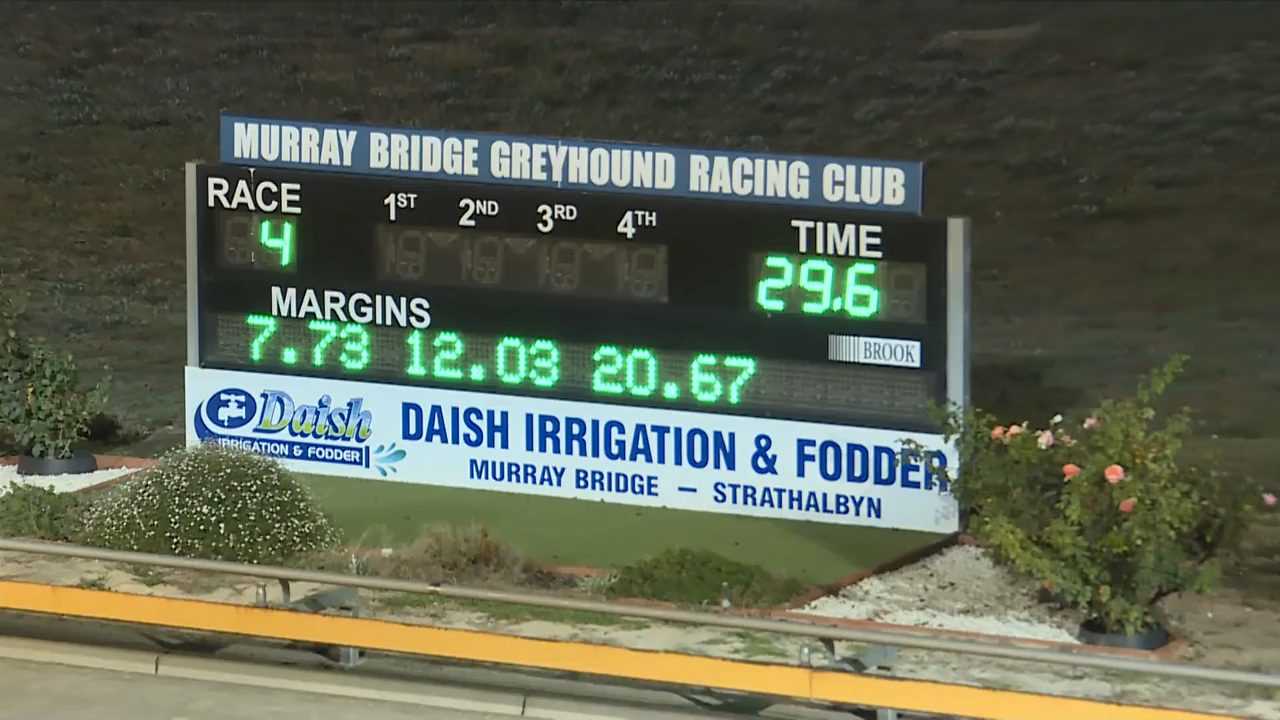 MURRAY BRIDGE GREYHOUND RACING CLUB
RACE 1ST 2ND 3RD 4TH TIME
4 29.6
MARGINS
7.73 12.03 20.67
BROOK
Daish
IRRIGATION & FODDER
DAISH IRRIGATION & FODDER
MURRAY BRIDGE – STRATHALBYN